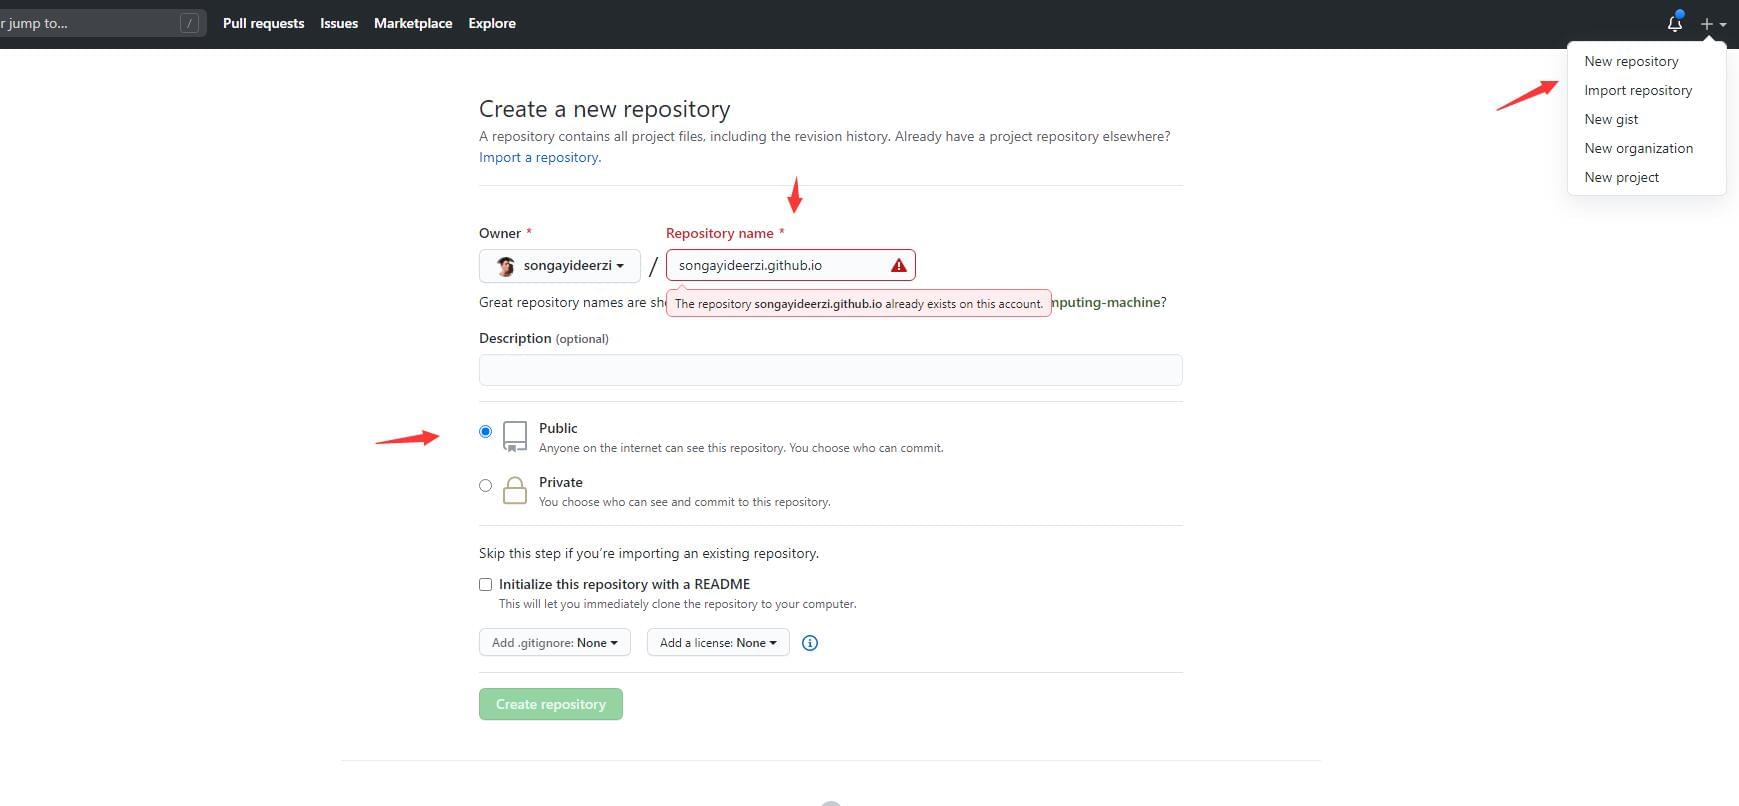 r jump to... /
Pull requests Issues Marketplace Explore
New repository
Import repository
New gist
New organization
New project
Create a new repository
A repository contains all project files, including the revision history. Already have a project repository elsewhere?
Import a repository.
Owner * Repository name *
songayideerzi / songayideerzi.github.io
Great repository names are sh mputing-machine?
The repository songayideerzi.github.io already exists on this account.
Description (optional)
Public
Anyone on the internet can see this repository. You choose who can commit.
Private
You choose who can see and commit to this repository.
Skip this step if you're importing an existing repository.
Initialize this repository with a README
This will let you immediately clone the repository to your computer.
Add .gitignore: None Add a license: None
Create repository